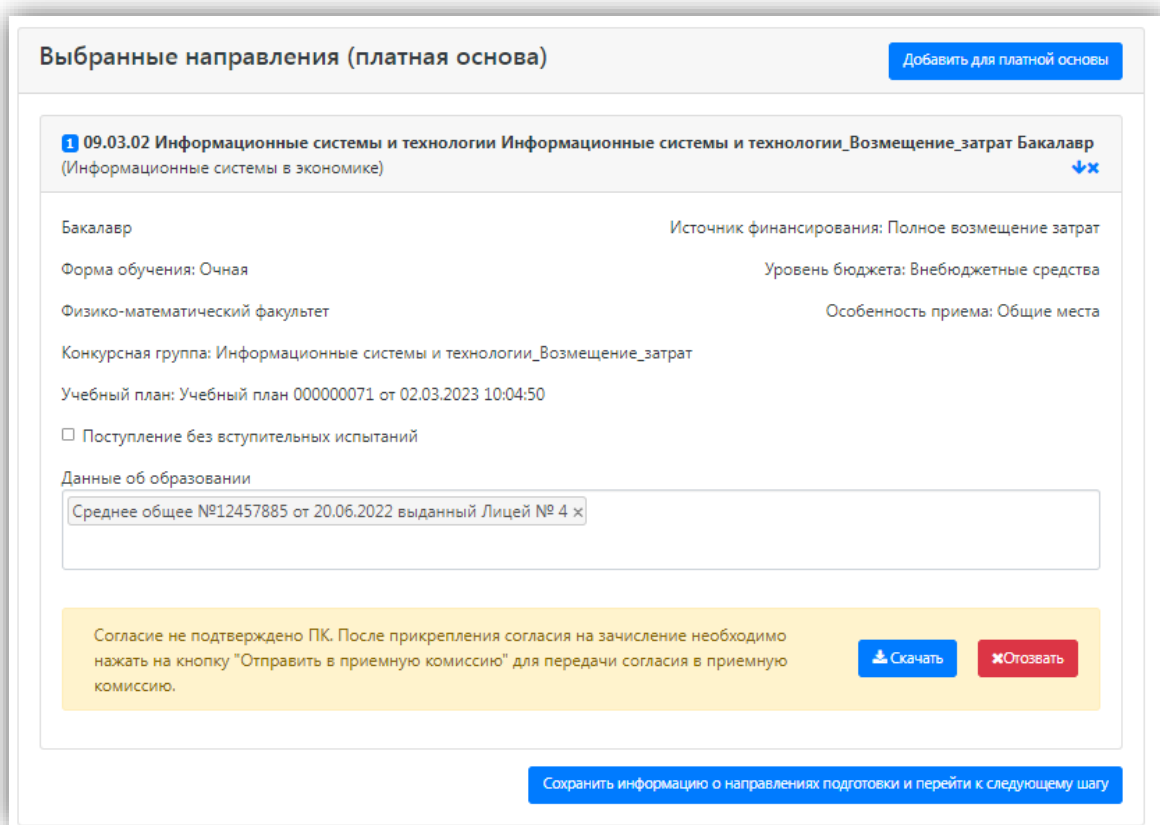 Выбранные направления (платная основа)
Добавить для платной основы
1 09.03.02 Информационные системы и технологии Информационные системы и технологии_Возмещение_затрат Бакалавр
(Информационные системы в экономике)
Бакалавр
Источник финансирования: Полное возмещение затрат
Форма обучения: Очная
Уровень бюджета: Внебюджетные средства
Физико-математический факультет
Особенность приема: Общие места
Конкурсная группа: Информационные системы и технологии_Возмещение_затрат
Учебный план: Учебный план 000000071 от 02.03.2023 10:04:50
Поступление без вступительных испытаний
Данные об образовании
Среднее общее №12457885 от 20.06.2022 выданный Лицей № 4 ×
Согласие не подтверждено ПК. После прикрепления согласия на зачисление необходимо
нажать на кнопку "Отправить в приемную комиссию" для передачи согласия в приемную
комиссию.
Скачать
Отозвать
Сохранить информацию о направлениях подготовки и перейти к следующему шагу